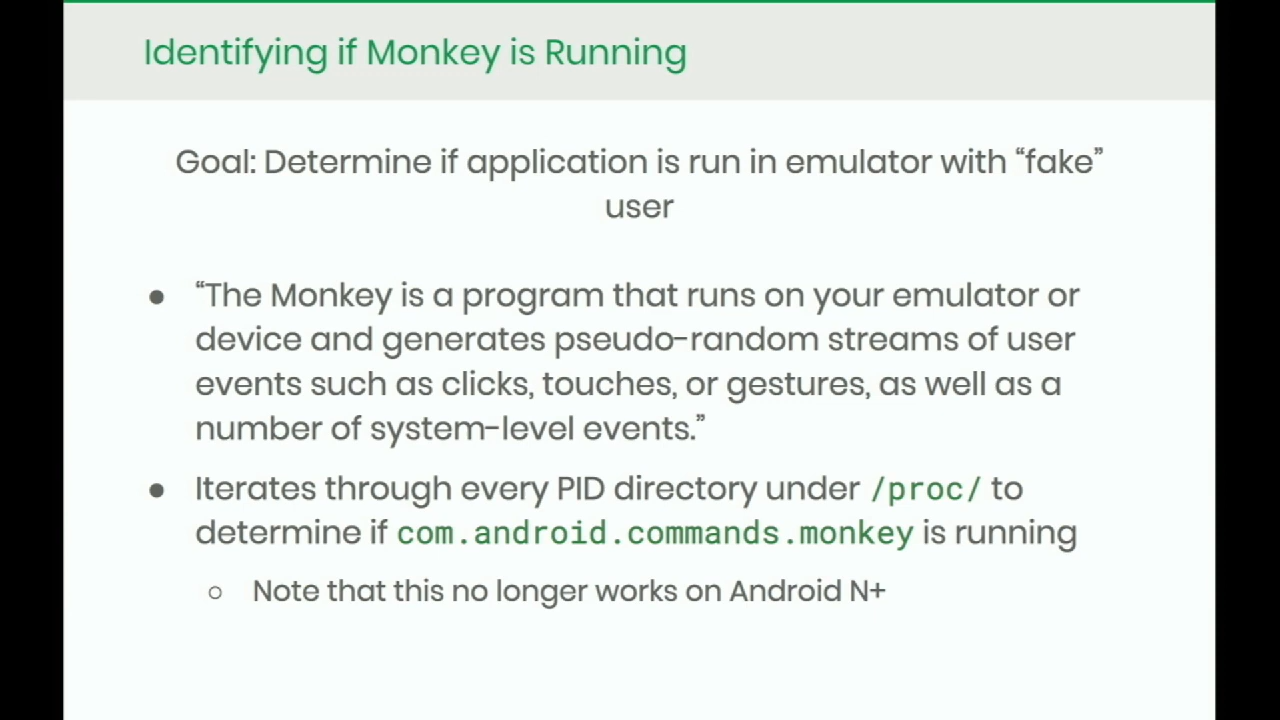 Identifying if Monkey is Running
Goal: Determine if application is run in emulator with “fake”
user
● “The Monkey is a program that runs on your emulator or
device and generates pseudo-random streams of user
events such as clicks, touches, or gestures, as well as a
number of system-level events.”
● Iterates through every PID directory under /proc/ to
determine if com.android.commands.monkey is running
○ Note that this no longer works on Android N+